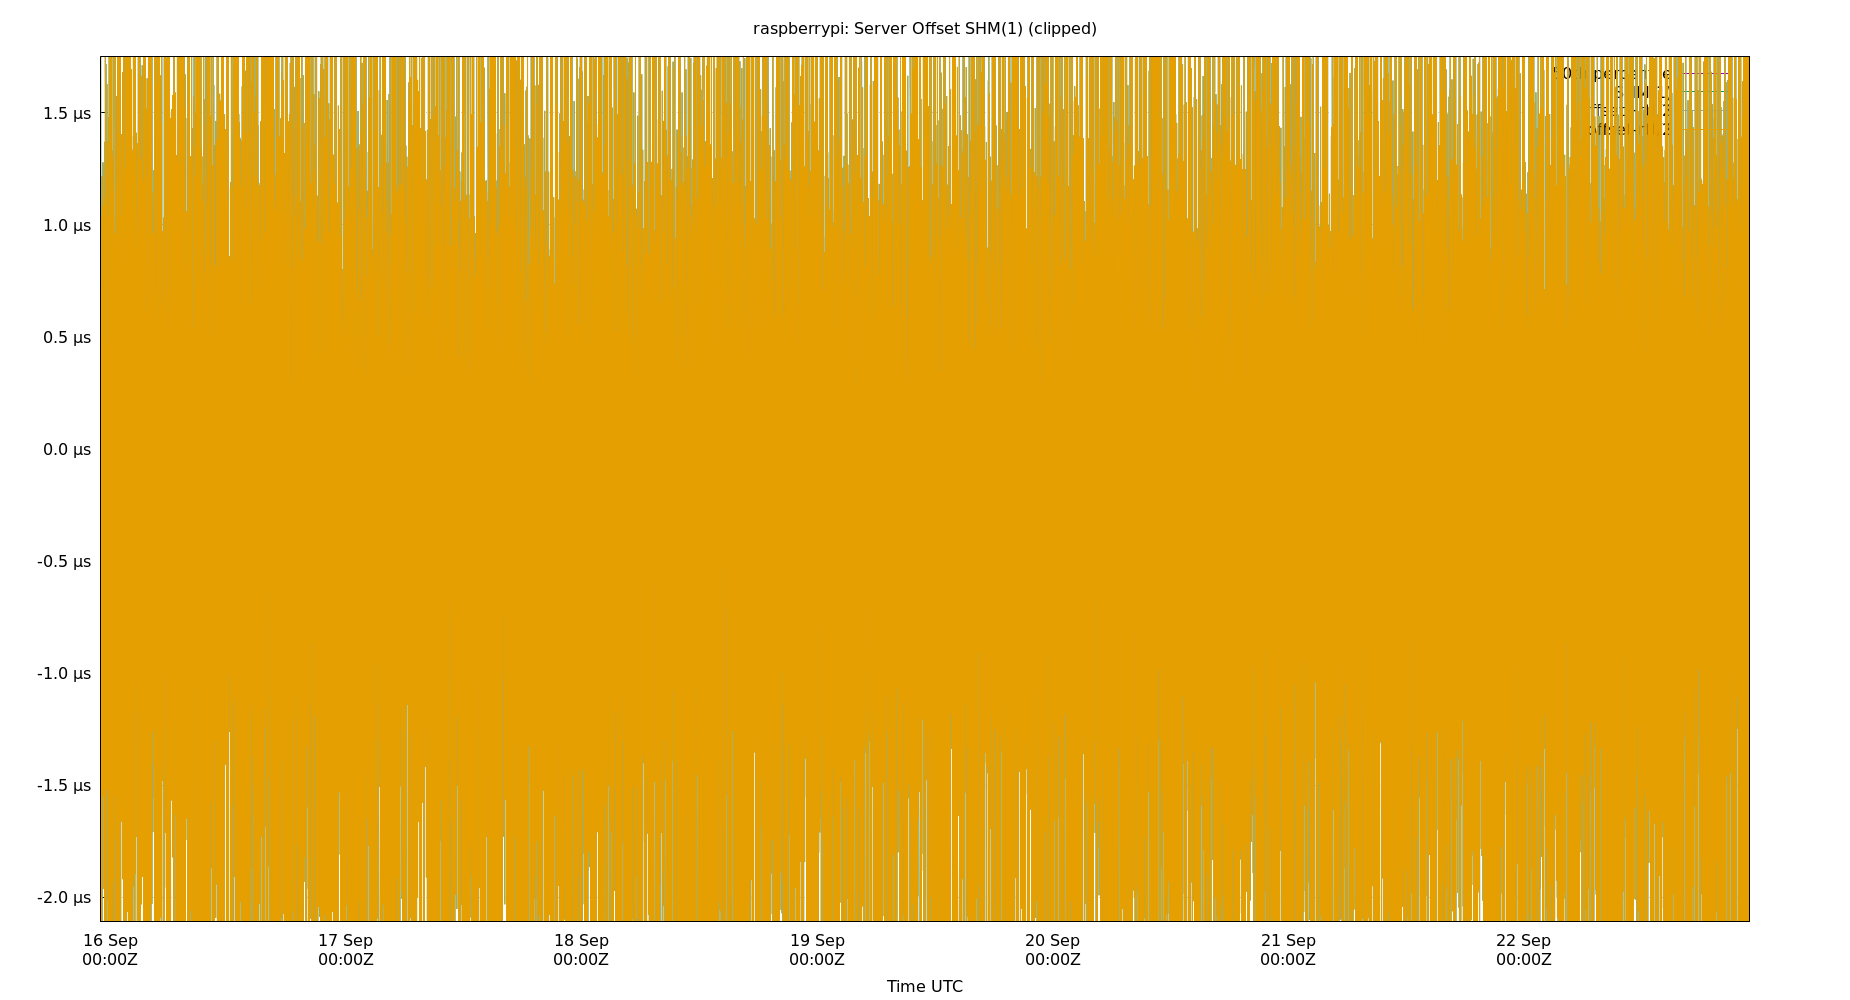 raspberrypi: Server Offset SHM(1) (clipped)
1.5 µs
1.0 µs
0.5 µs
0.0 µs
-0.5 µs
-1.0 µs
-1.5 µs
-2.0 µs
16 Sep 17 Sep 18 Sep 19 Sep 20 Sep 21 Sep 22 Sep
00:00Z 00:00Z 00:00Z 00:00Z 00:00Z 00:00Z 00:00Z
Time UTC